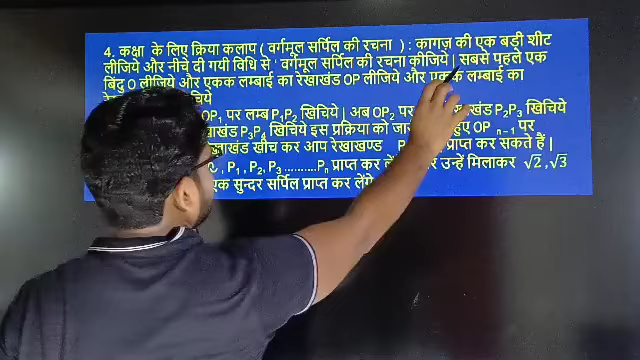 4. कक्षा के लिए क्रिया कलाप ( वर्गमूल सर्पिल की रचना ) : कागज़ की एक बड़ी शीट
लीजिये और नीचे दी गयी विधि से ' वर्गमूल सर्पिल की रचना कीजिये | सबसे पहले एक
बिंदु O लीजिये और एकक लम्बाई का रेखाखंड OP लीजिये और एकक लम्बाई का
OP₁ पर लम्ब P₁P₂ खिचिये | अब OP₂ पर P₂P₃ खिचिये
P₃P₄ खिचिये इस प्रक्रिया को OP ₙ₋₁ पर
खीच कर आप रेखाखण्ड प्राप्त कर सकते हैं |
, P₁ , P₂, P₃ ..........Pₙ प्राप्त कर उन्हें मिलाकर √2 , √3
एक सुन्दर सर्पिल प्राप्त कर लेंगे